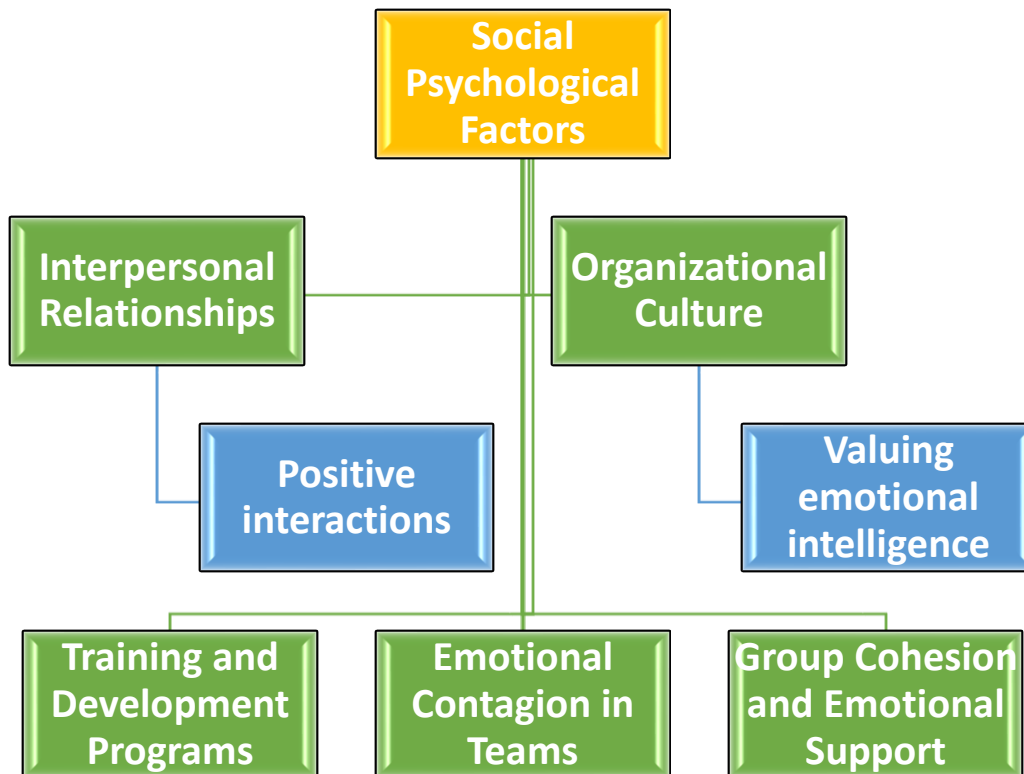 Social
Psychological
Factors
Interpersonal
Relationships
Organizational
Culture
Positive
interactions
Valuing
emotional
intelligence
Training and
Development
Programs
Emotional
Contagion in
Teams
Group Cohesion
and Emotional
Support